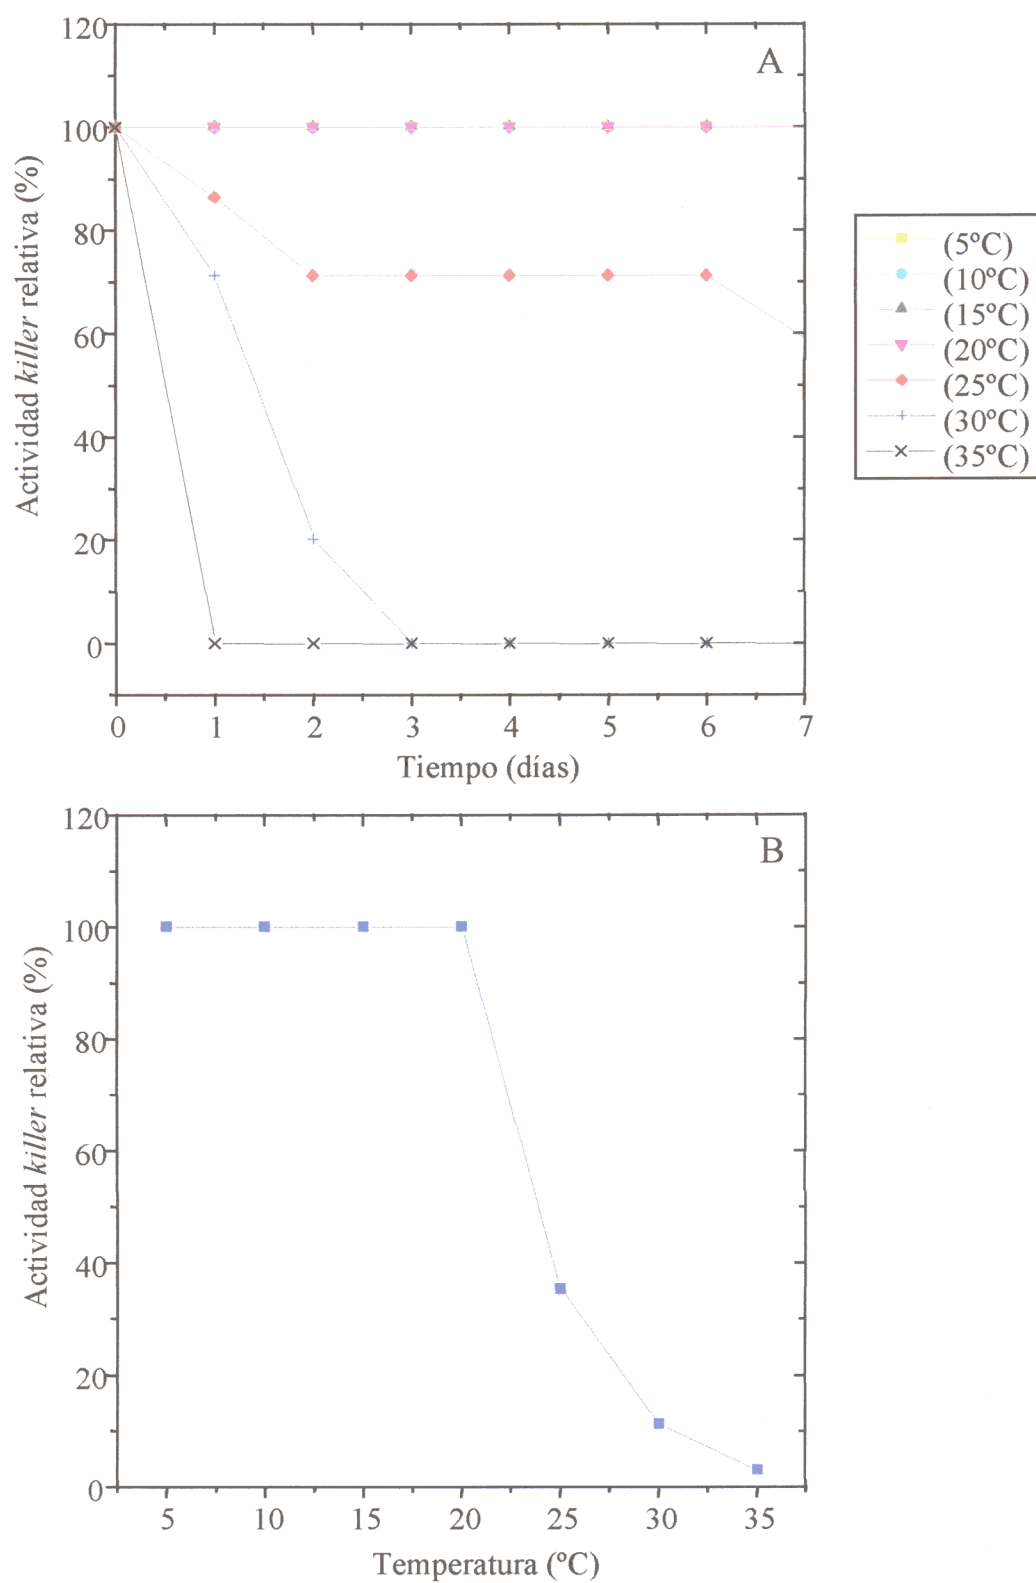 A
120
100
80
60
40
20
0
Actividad killer relativa (%)
0 1 2 3 4 5 6 7
Tiempo (días)
(5ºC)
(10ºC)
(15ºC)
(20ºC)
(25ºC)
(30ºC)
(35ºC)
B
120
100
80
60
40
20
0
Actividad killer relativa (%)
5 10 15 20 25 30 35
Temperatura (ºC)